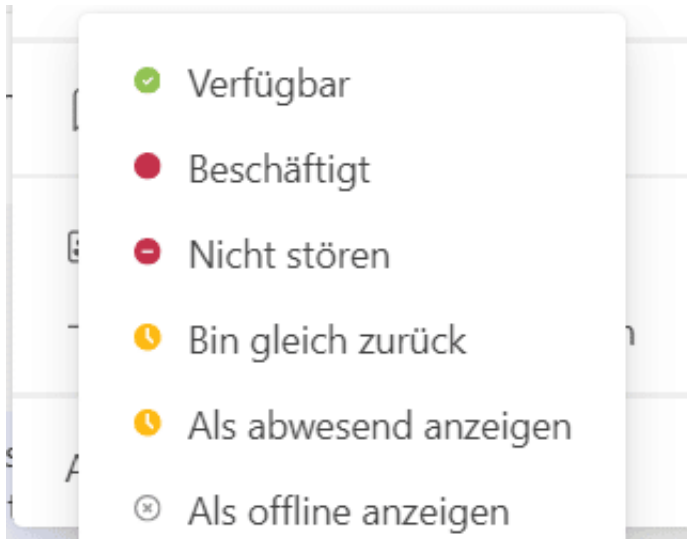 Verfügbar
Beschäftigt
Nicht stören
Bin gleich zurück
Als abwesend anzeigen
Als offline anzeigen